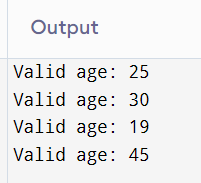 Output
Valid age: 25
Valid age: 30
Valid age: 19
Valid age: 45